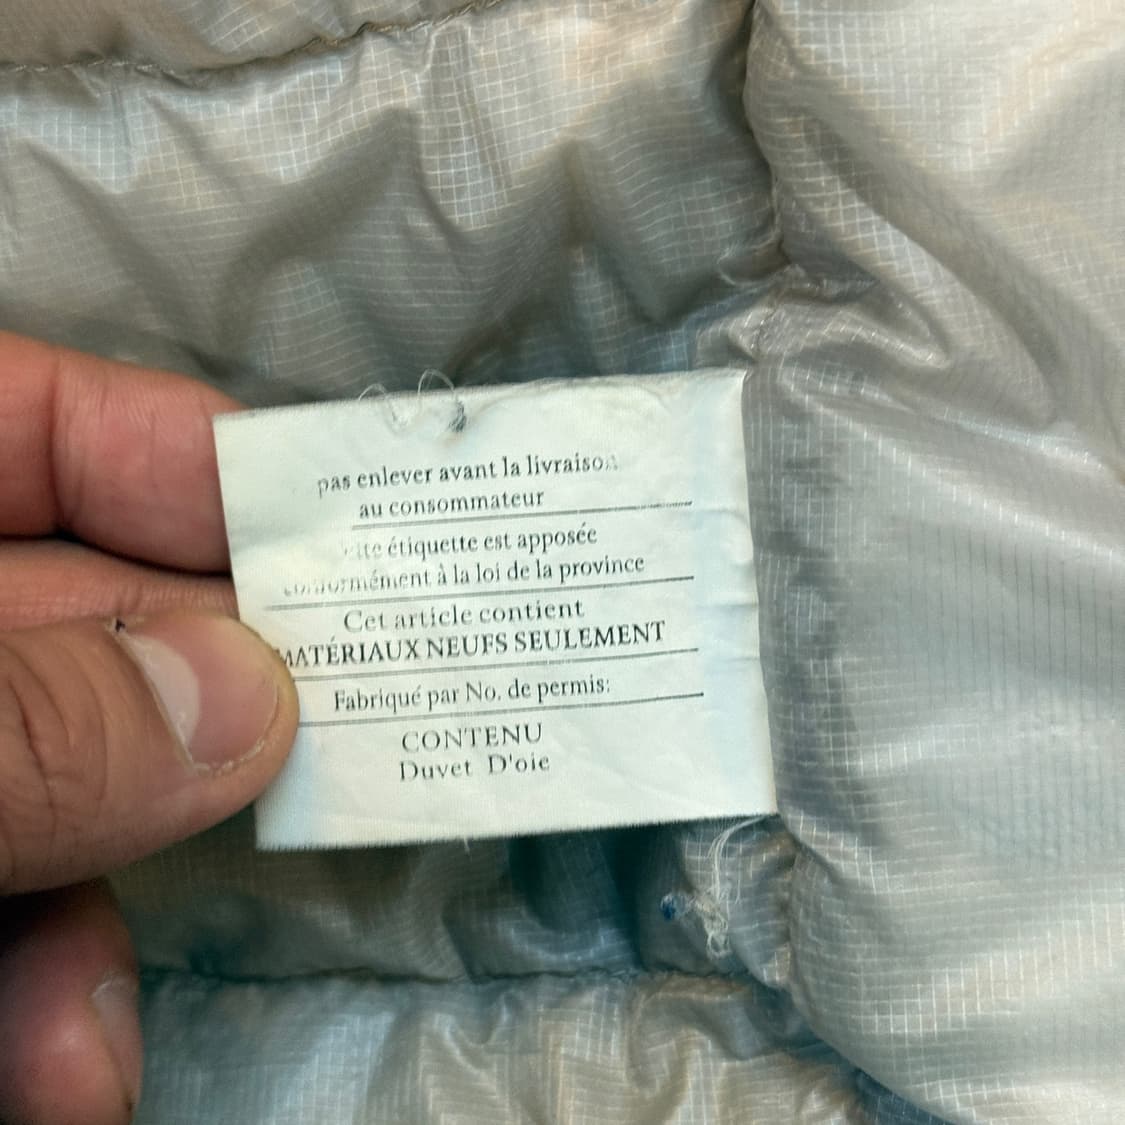 pas enlever avant la livraison
au consommateur
étiquette est apposée
conformément à la loi de la province
Cet article contient
MATÉRIAUX NEUFS SEULEMENT
Fabriqué par No. de permis:
CONTENU
Duvet D'oie